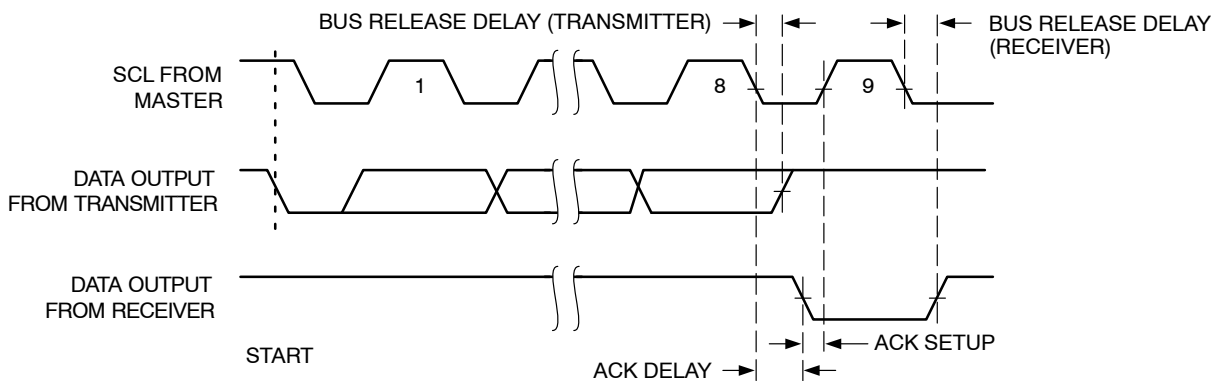 BUS RELEASE DELAY (TRANSMITTER)
BUS RELEASE DELAY
(RECEIVER)
SCL FROM
MASTER
1
8
9
DATA OUTPUT
FROM TRANSMITTER
DATA OUTPUT
FROM RECEIVER
START
ACK SETUP
ACK DELAY